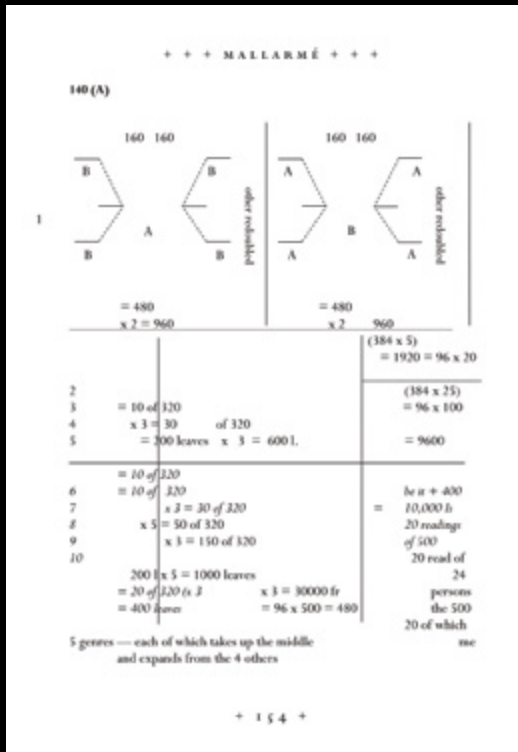 + + + MALLARMÉ + + +
140 (A)
160 160
160 160
B B A A
other redoubled
other redoubled
1
A B
B B A A
= 480
= 480
x 2 = 960
x 2 960
(384 x 5)
= 1920 = 96 x 20
2 (384 x 25)
3 = 10 of 320 = 96 x 100
4 x 3 = 30 of 320
5 = 200 leaves x 3 = 600 l. = 9600
= 10 of 320
6 = 10 of 320 be it + 400
7 x 3 = 30 of 320 = 10,000 
8 x 5 = 50 of 320 20 readings
9 x 3 = 150 of 320 of 500
10 20 read of
200 l x 5 = 1000 leaves 24
= 20 of 320 (x 3 x 3 = 30000 fr persons
= 400 leaves = 96 x 500 = 480 the 500
20 of which
5 genres — each of which takes up the middle me
and expands from the 4 others
+ 154 +